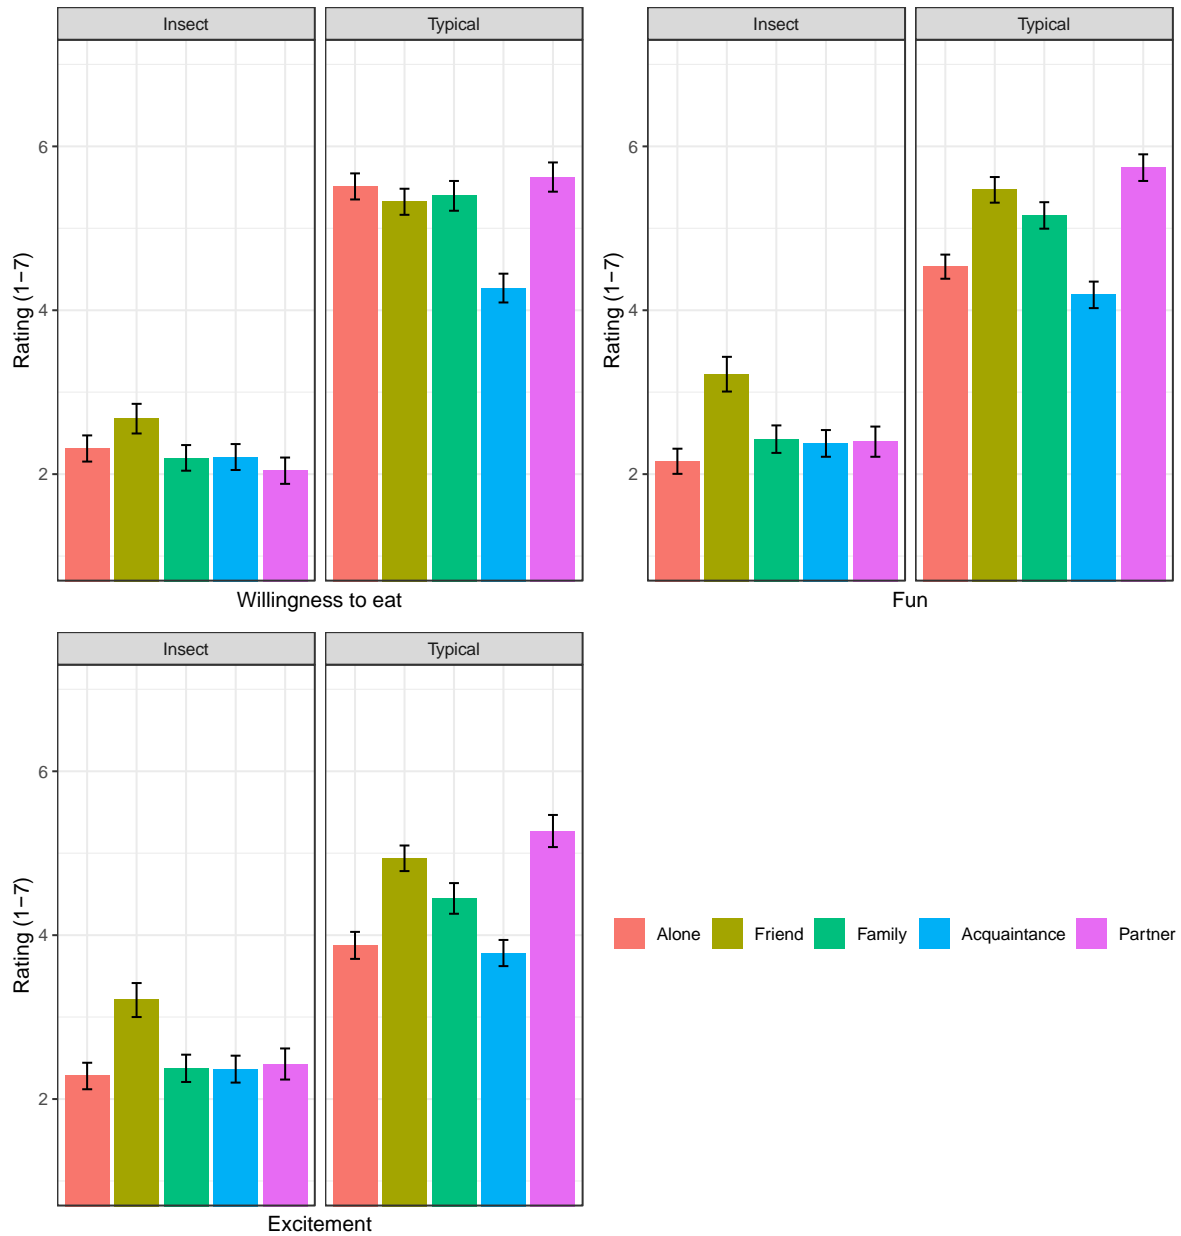 Insect Typical
6
4
2
Rating (1−7)
Willingness to eat
Insect Typical
6
4
2
Rating (1−7)
Fun
Insect Typical
6
4
2
Rating (1−7)
Excitement
Alone Friend Family Acquaintance Partner